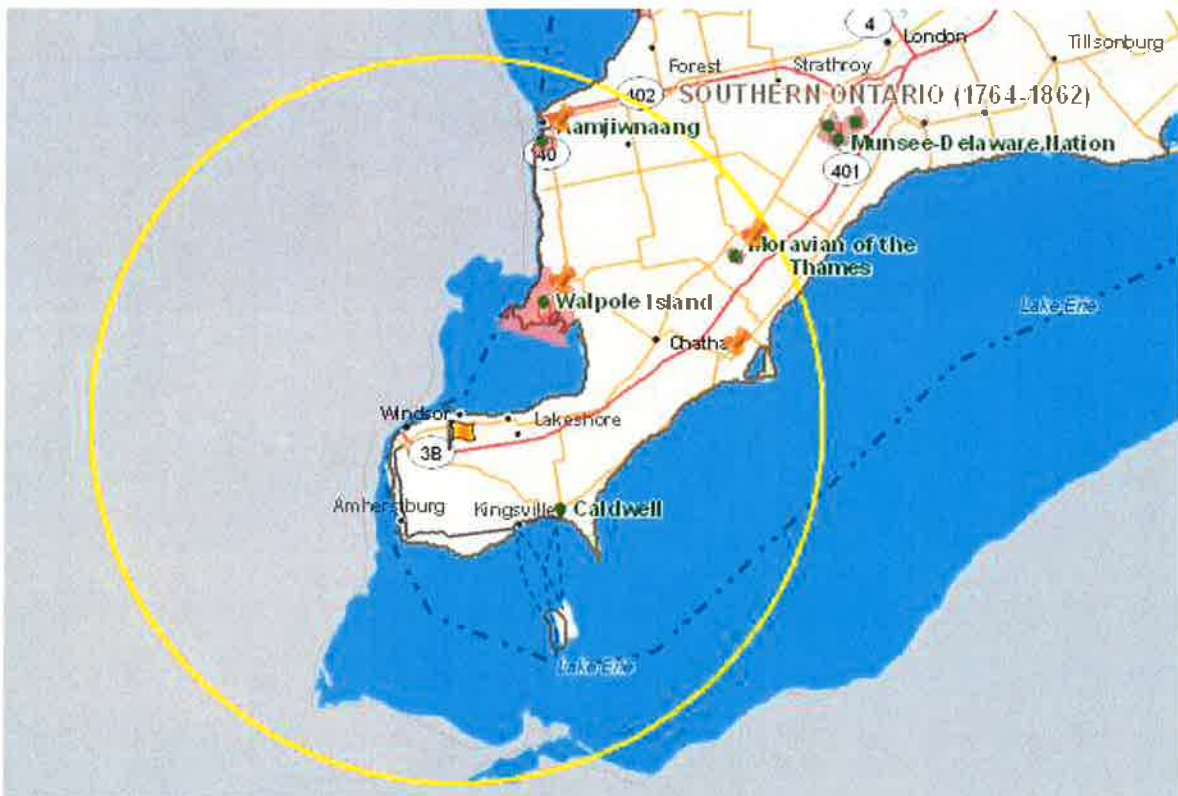 4
London
Tillsonburg
Forest
Strathroy
402
SOUTHERN ONTARIO (1764-1862)
Aamjiwnaang
40
Munsee-Delaware Nation
401
Moravian of the
Thames
Walpole Island
Lake Erie
Chatha
Windsor
Lakeshore
3B
Amherstburg
Kingsville
Caldwell
Lake Erie